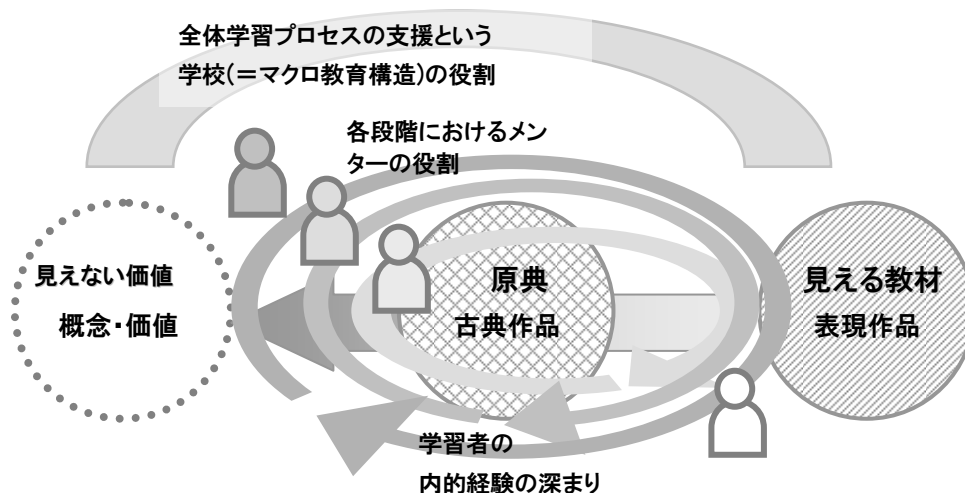 全体学習プロセスの支援という
学校(＝マクロ教育構造)の役割
各段階におけるメン
ターの役割
見えない価値
概念・価値
原典
古典作品
見える教材
表現作品
学習者の
内的経験の深まり